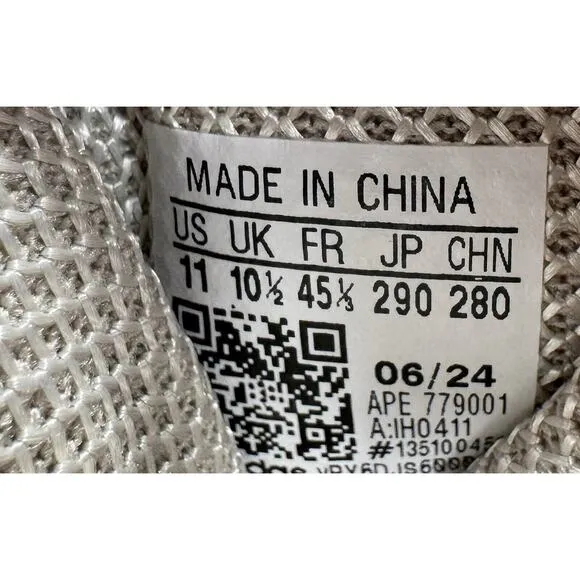 MADE IN CHINA
US UK FR JP CHN
11 10½ 45⅓ 290 280
06/24
APE 779001
A:IH0411